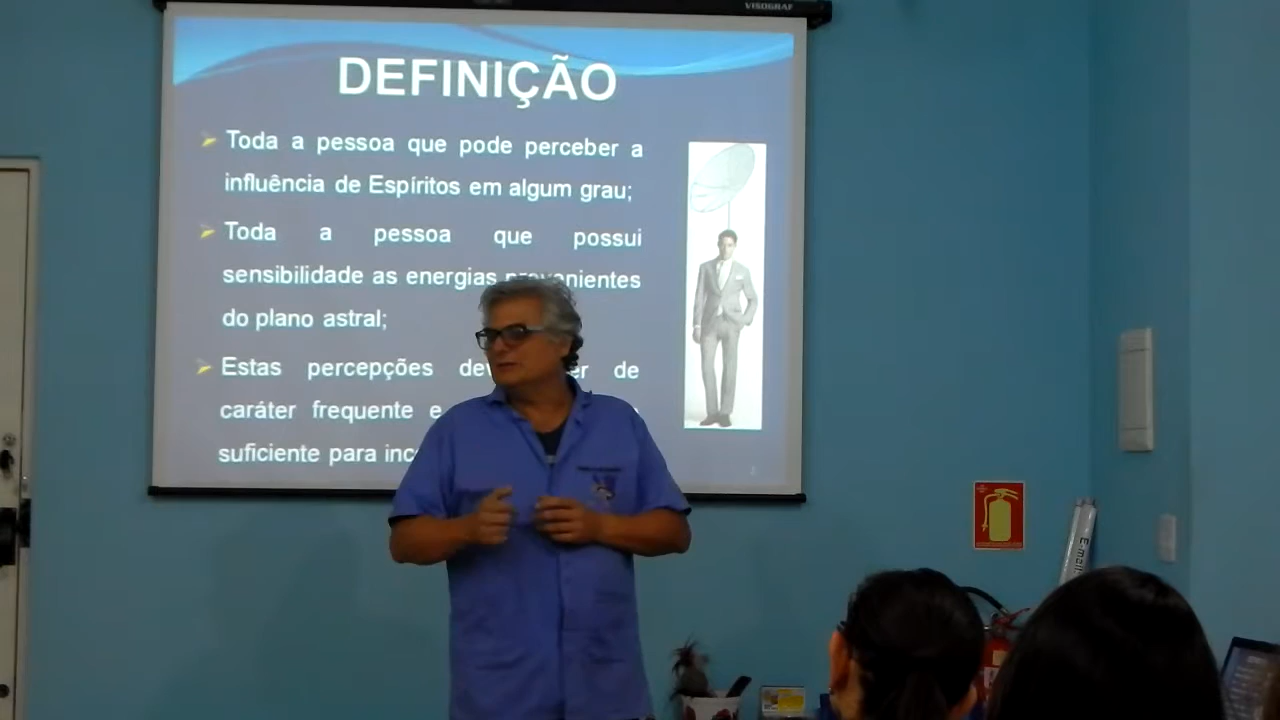 VISOGRAF
DEFINIÇÃO
Toda a pessoa que pode perceber a
influência de Espíritos em algum grau;
Toda a pessoa que possui
sensibilidade as energias
do plano astral;
Estas percepções de
caráter frequente e
suficiente para
E-mail: